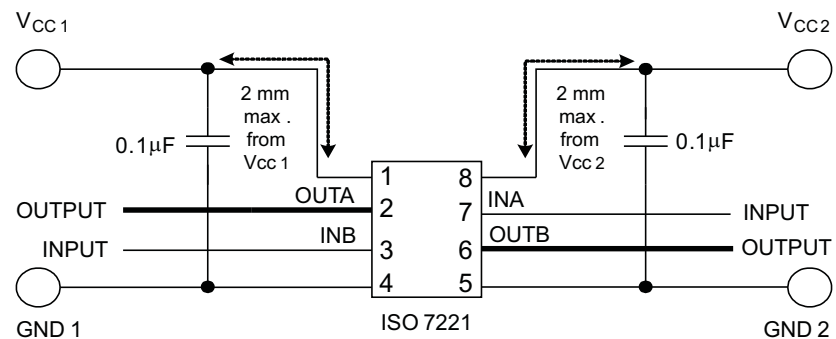 VCC 1
VCC 2
2 mm
max .
from
Vcc 1
2 mm
max .
from
Vcc 2
0.1μF
0.1μF
1
8
OUTPUT
OUTA
2
7
INA
INPUT
INPUT
INB
3
6
OUTB
OUTPUT
4
5
GND 1
ISO 7221
GND 2